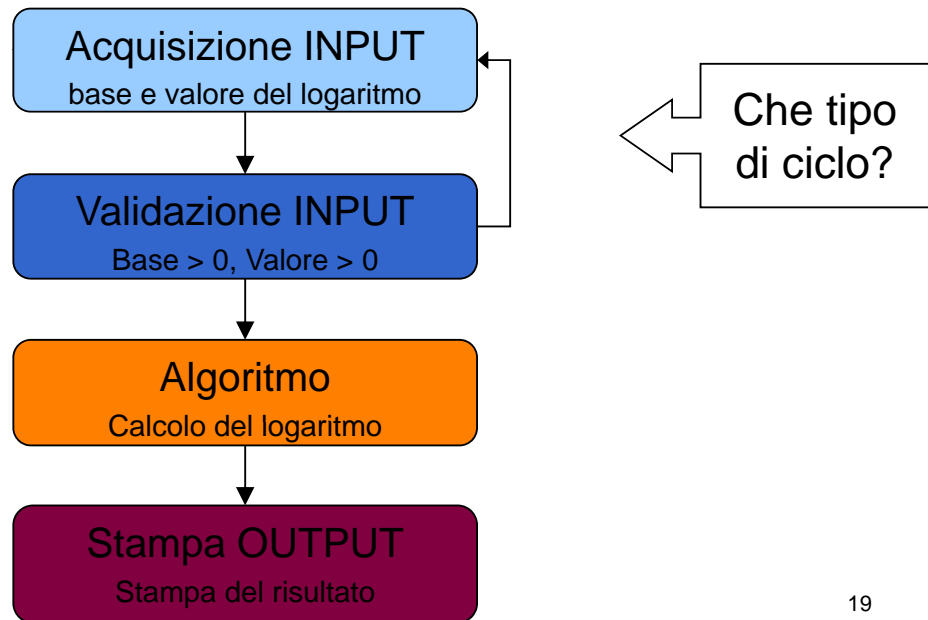 Acquisizione INPUT
base e valore del logaritmo
Validazione INPUT
Base > 0, Valore > 0
Algoritmo
Calcolo del logaritmo
Stampa OUTPUT
Stampa del risultato
Che tipo
di ciclo?
19